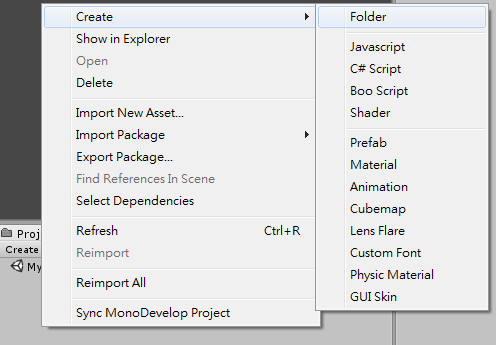 Create
Show in Explorer
Open
Delete
Import New Asset...
Import Package
Export Package...
Find References In Scene
Select Dependencies
Refresh Ctrl+R
Reimport
Reimport All
Sync MonoDevelop Project
Folder
Javascript
C# Script
Boo Script
Shader
Prefab
Material
Animation
Cubemap
Lens Flare
Custom Font
Physic Material
GUI Skin
Proj
Create
My